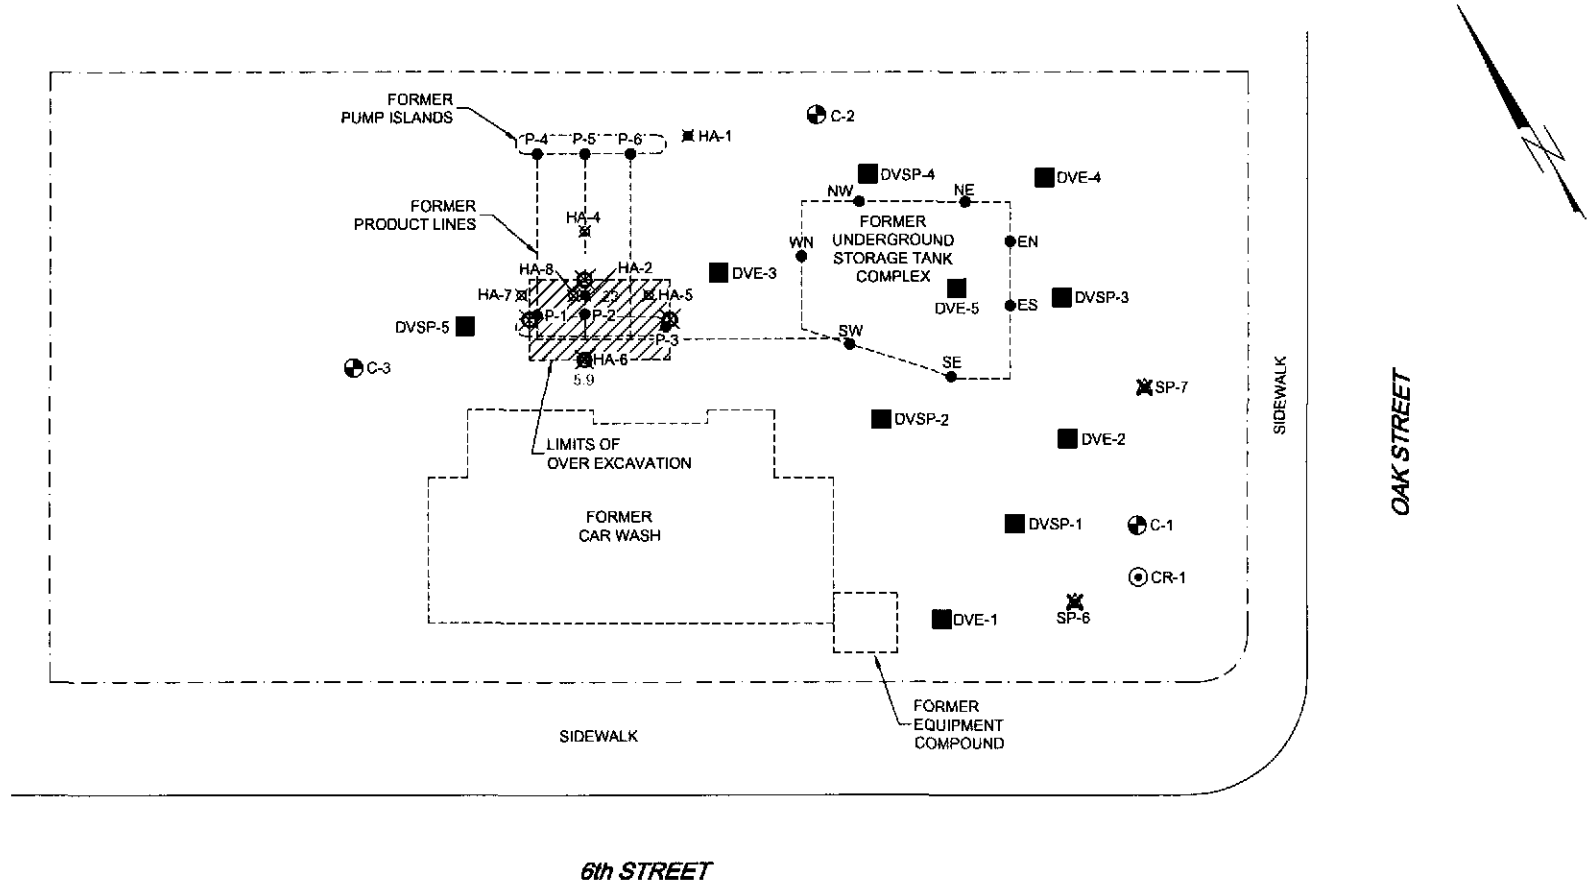 FORMER
PUMP ISLANDS
P-4
P-5
P-6
HA-1
C-2
DVSP-4
DVE-4
NW
NE
FORMER
PRODUCT LINES
HA-4
FORMER
UNDERGROUND
STORAGE TANK
COMPLEX
WN
EN
HA-8
HA-2
DVE-3
HA-7
23
HA-5
DVE-5
DVSP-3
ES
DVSP-5
P-1
P-2
P-3
SW
HA-6
SE
C-3
5.9
SP-7
SIDEWALK
OAK STREET
DVSP-2
DVE-2
LIMITS OF
OVER EXCAVATION
FORMER
CAR WASH
DVSP-1
C-1
CR-1
DVE-1
SP-6
FORMER
EQUIPMENT
COMPOUND
SIDEWALK
6th STREET